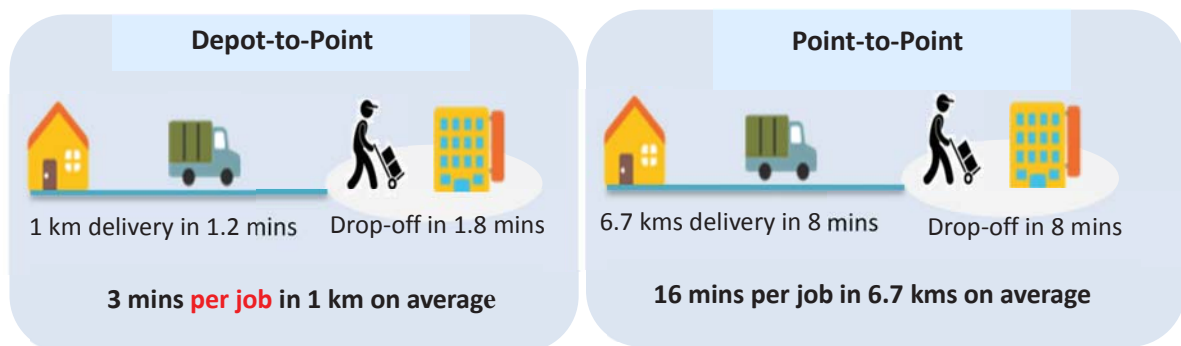 Depot-to-Point
1 km delivery in 1.2 mins
Drop-off in 1.8 mins
3 mins per job in 1 km on average
Point-to-Point
6.7 kms delivery in 8 mins
Drop-off in 8 mins
16 mins per job in 6.7 kms on average